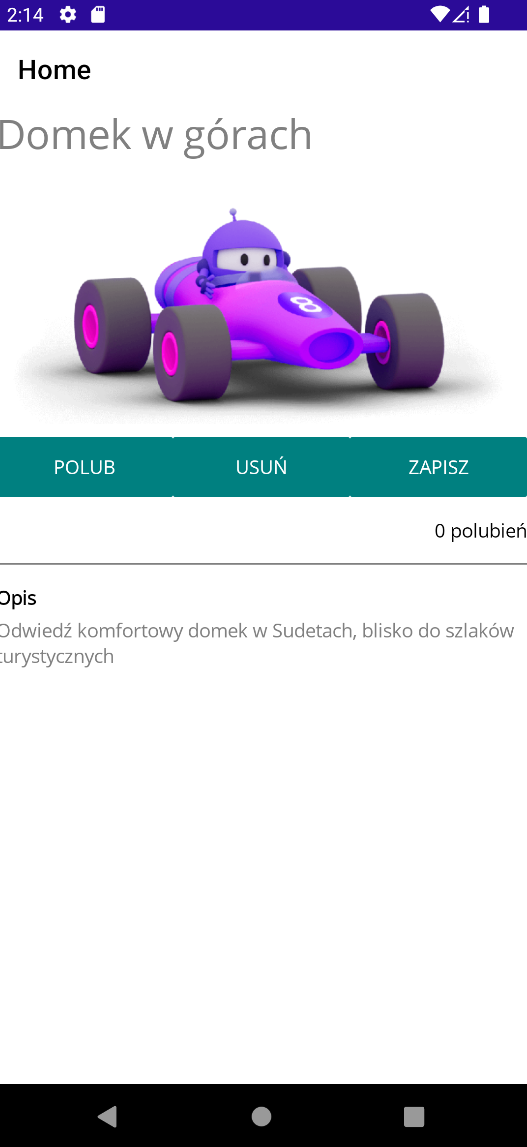 2:14
Home
Domek w górach
8
POLUB USUŃ ZAPISZ
0 polubień
Opis
Odwiedź komfortowy domek w Sudetach, blisko do szlaków
turystycznych